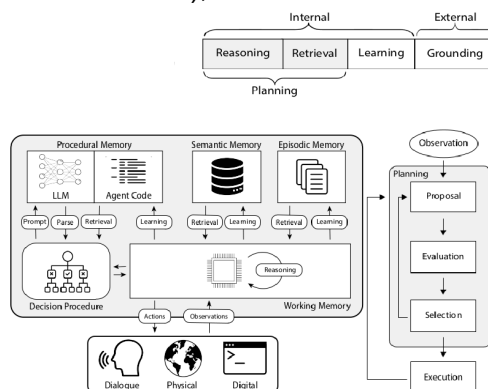 Internal External
Reasoning Retrieval Learning Grounding
Planning
Procedural Memory Semantic Memory Episodic Memory
LLM Agent Code
Prompt Parse Retrieval Learning Retrieval Learning Retrieval Learning
Reasoning
Decision Procedure Working Memory
Actions Observations
>_
Dialogue Physical Digital
Observation
Planning
Proposal
Evaluation
Selection
Execution